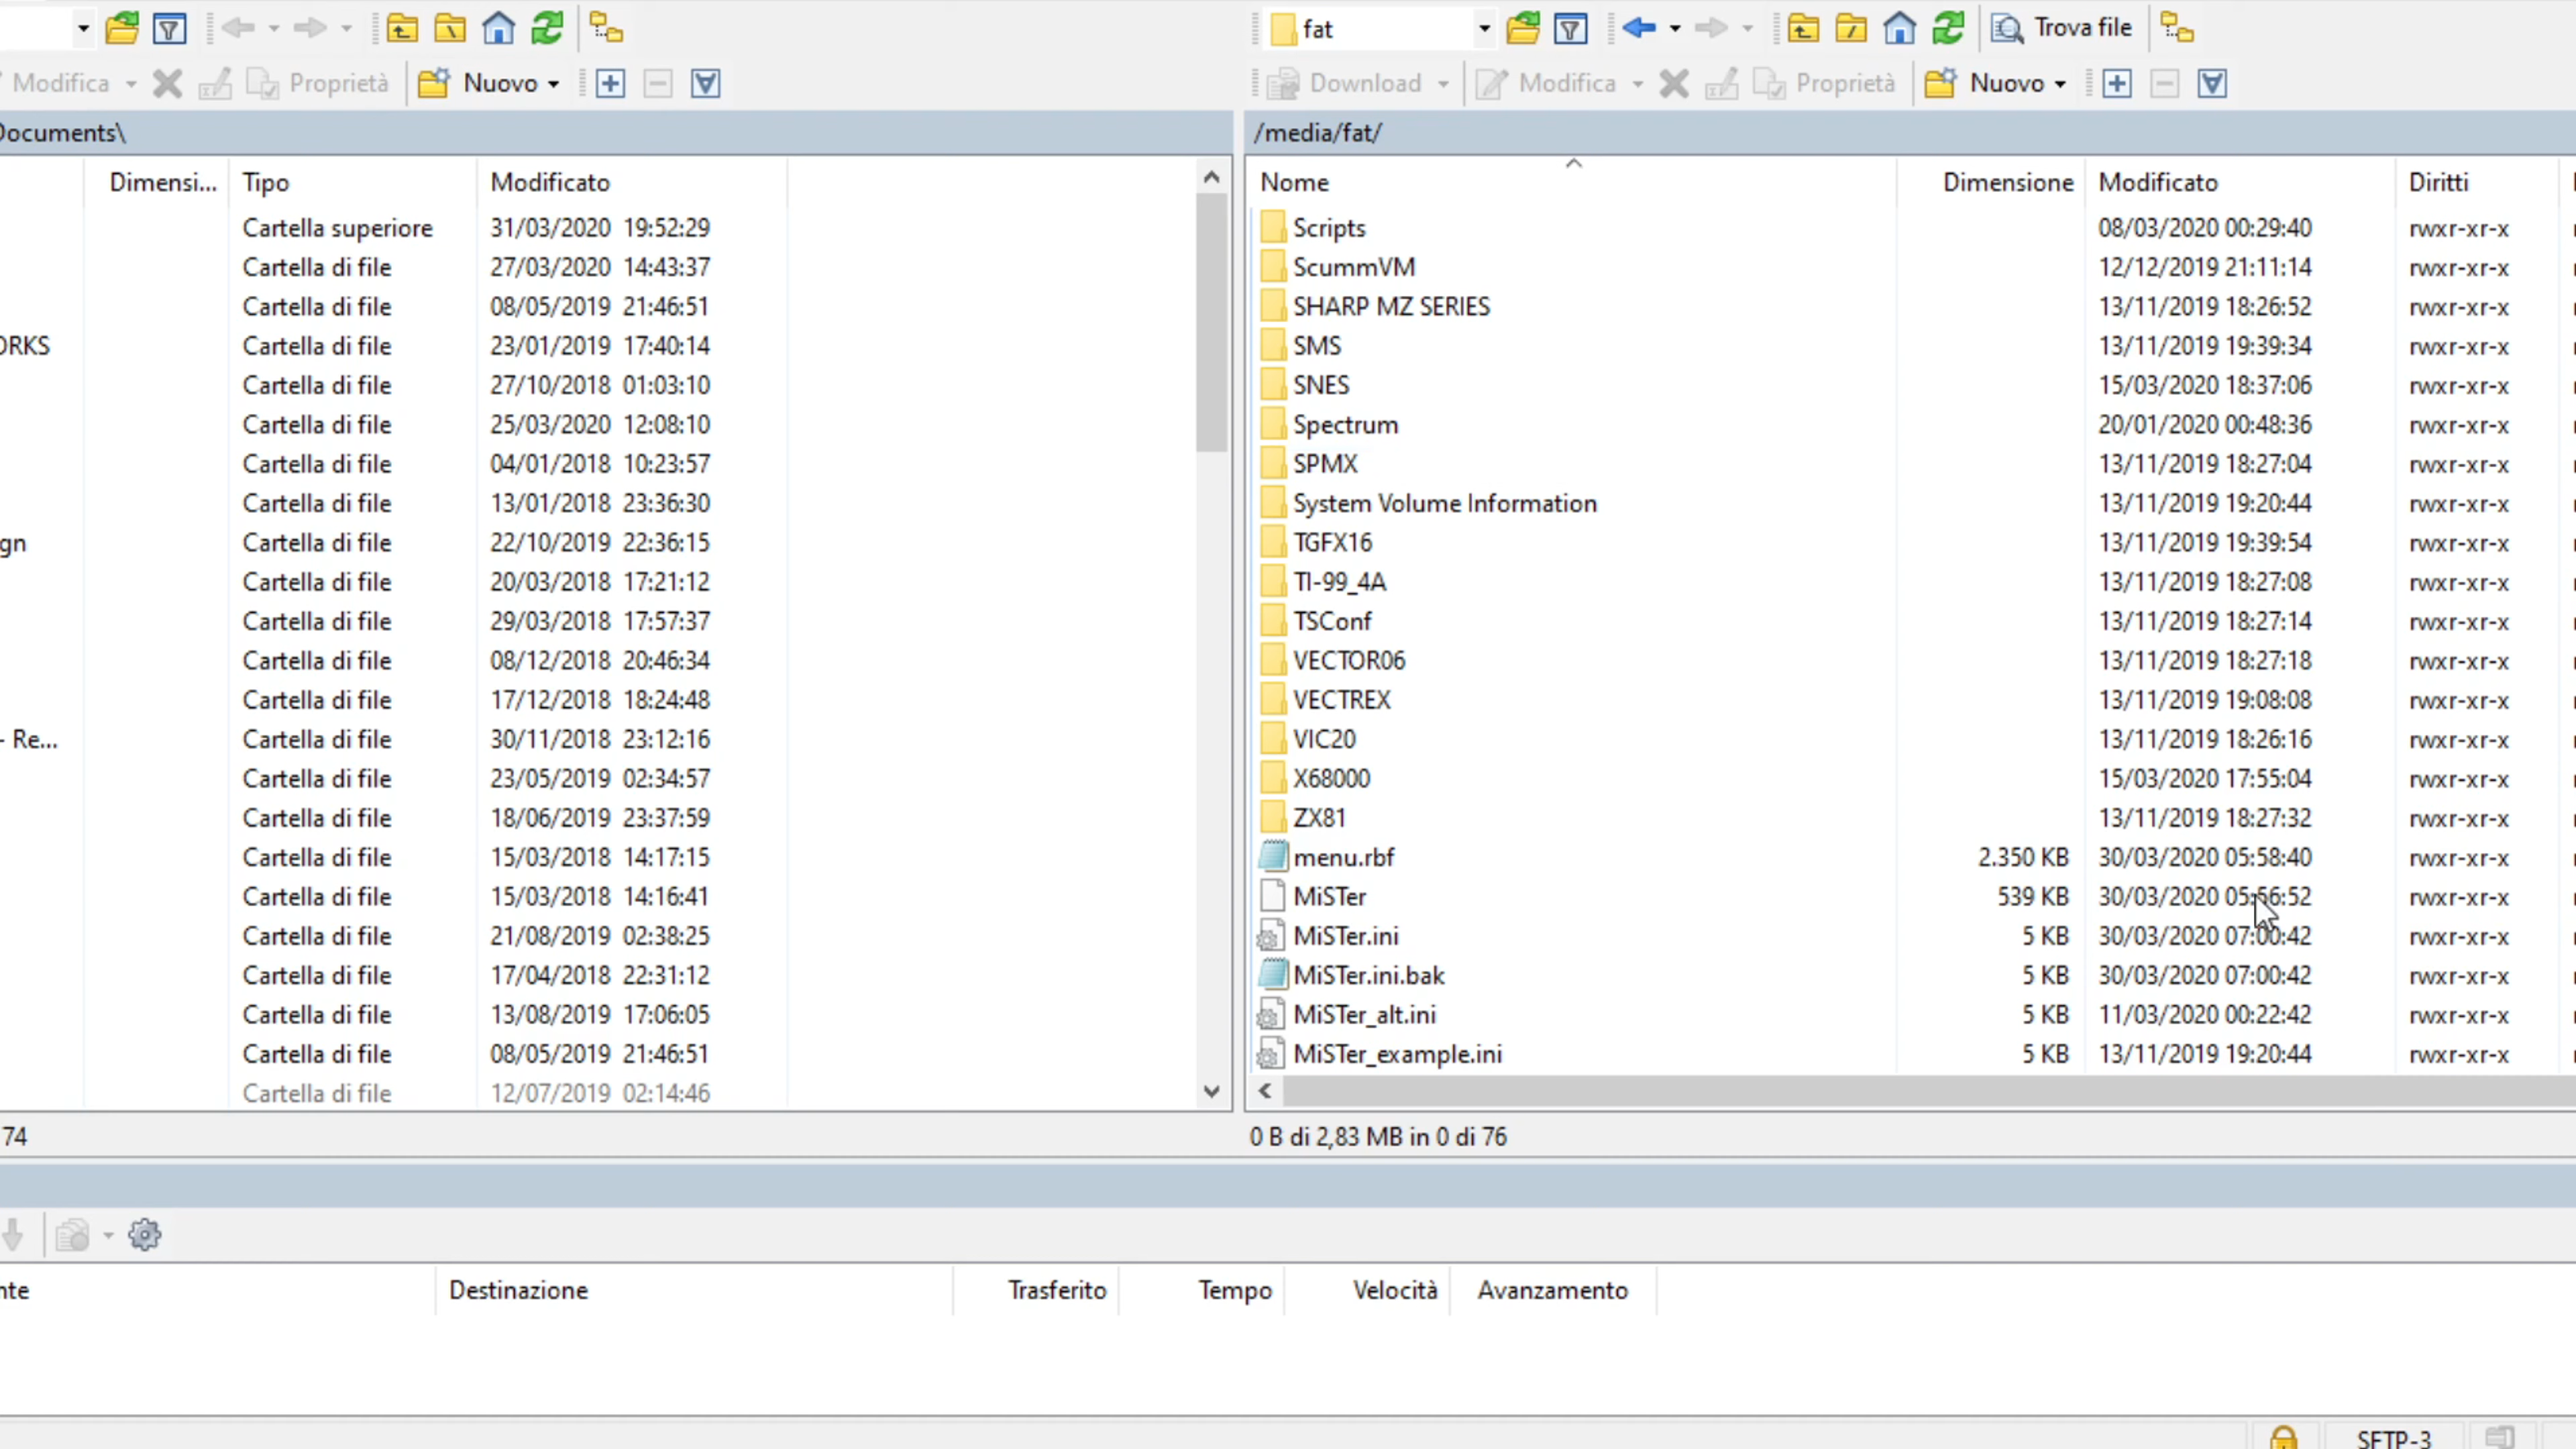 fat
Trova file
Modifica
Proprietà
Nuovo
Download
Modifica
Proprietà
Nuovo
Documents\
/media/fat/
Dimensi... Tipo Modificato
Cartella superiore 31/03/2020 19:52:29
Cartella di file 27/03/2020 14:43:37
Cartella di file 08/05/2019 21:46:51
ORKS Cartella di file 23/01/2019 17:40:14
Cartella di file 27/10/2018 01:03:10
Cartella di file 25/03/2020 12:08:10
Cartella di file 04/01/2018 10:23:57
Cartella di file 13/01/2018 23:36:30
gn Cartella di file 22/10/2019 22:36:15
Cartella di file 20/03/2018 17:21:12
Cartella di file 29/03/2018 17:57:37
Cartella di file 08/12/2018 20:46:34
Cartella di file 17/12/2018 18:24:48
- Re... Cartella di file 30/11/2018 23:12:16
Cartella di file 23/05/2019 02:34:57
Cartella di file 18/06/2019 23:37:59
Cartella di file 15/03/2018 14:17:15
Cartella di file 15/03/2018 14:16:41
Cartella di file 21/08/2019 02:38:25
Cartella di file 17/04/2018 22:31:12
Cartella di file 13/08/2019 17:06:05
Cartella di file 08/05/2019 21:46:51
Cartella di file 12/07/2019 02:14:46
74
Nome Dimensione Modificato Diritti
Scripts 08/03/2020 00:29:40 rwxr-xr-x
ScummVM 12/12/2019 21:11:14 rwxr-xr-x
SHARP MZ SERIES 13/11/2019 18:26:52 rwxr-xr-x
SMS 13/11/2019 19:39:34 rwxr-xr-x
SNES 15/03/2020 18:37:06 rwxr-xr-x
Spectrum 20/01/2020 00:48:36 rwxr-xr-x
SPMX 13/11/2019 18:27:04 rwxr-xr-x
System Volume Information 13/11/2019 19:20:44 rwxr-xr-x
TGFX16 13/11/2019 19:39:54 rwxr-xr-x
TI-99_4A 13/11/2019 18:27:08 rwxr-xr-x
TSConf 13/11/2019 18:27:14 rwxr-xr-x
VECTOR06 13/11/2019 18:27:18 rwxr-xr-x
VECTREX 13/11/2019 19:08:08 rwxr-xr-x
VIC20 13/11/2019 18:26:16 rwxr-xr-x
X68000 15/03/2020 17:55:04 rwxr-xr-x
ZX81 13/11/2019 18:27:32 rwxr-xr-x
menu.rbf 2.350 KB 30/03/2020 05:58:40 rwxr-xr-x
MiSTer 539 KB 30/03/2020 05:56:52 rwxr-xr-x
MiSTer.ini 5 KB 30/03/2020 07:00:42 rwxr-xr-x
MiSTer.ini.bak 5 KB 30/03/2020 07:00:42 rwxr-xr-x
MiSTer_alt.ini 5 KB 11/03/2020 00:22:42 rwxr-xr-x
MiSTer_example.ini 5 KB 13/11/2019 19:20:44 rwxr-xr-x
0 B di 2,83 MB in 0 di 76
nte Destinazione Trasferito Tempo Velocità Avanzamento
SFTP-3